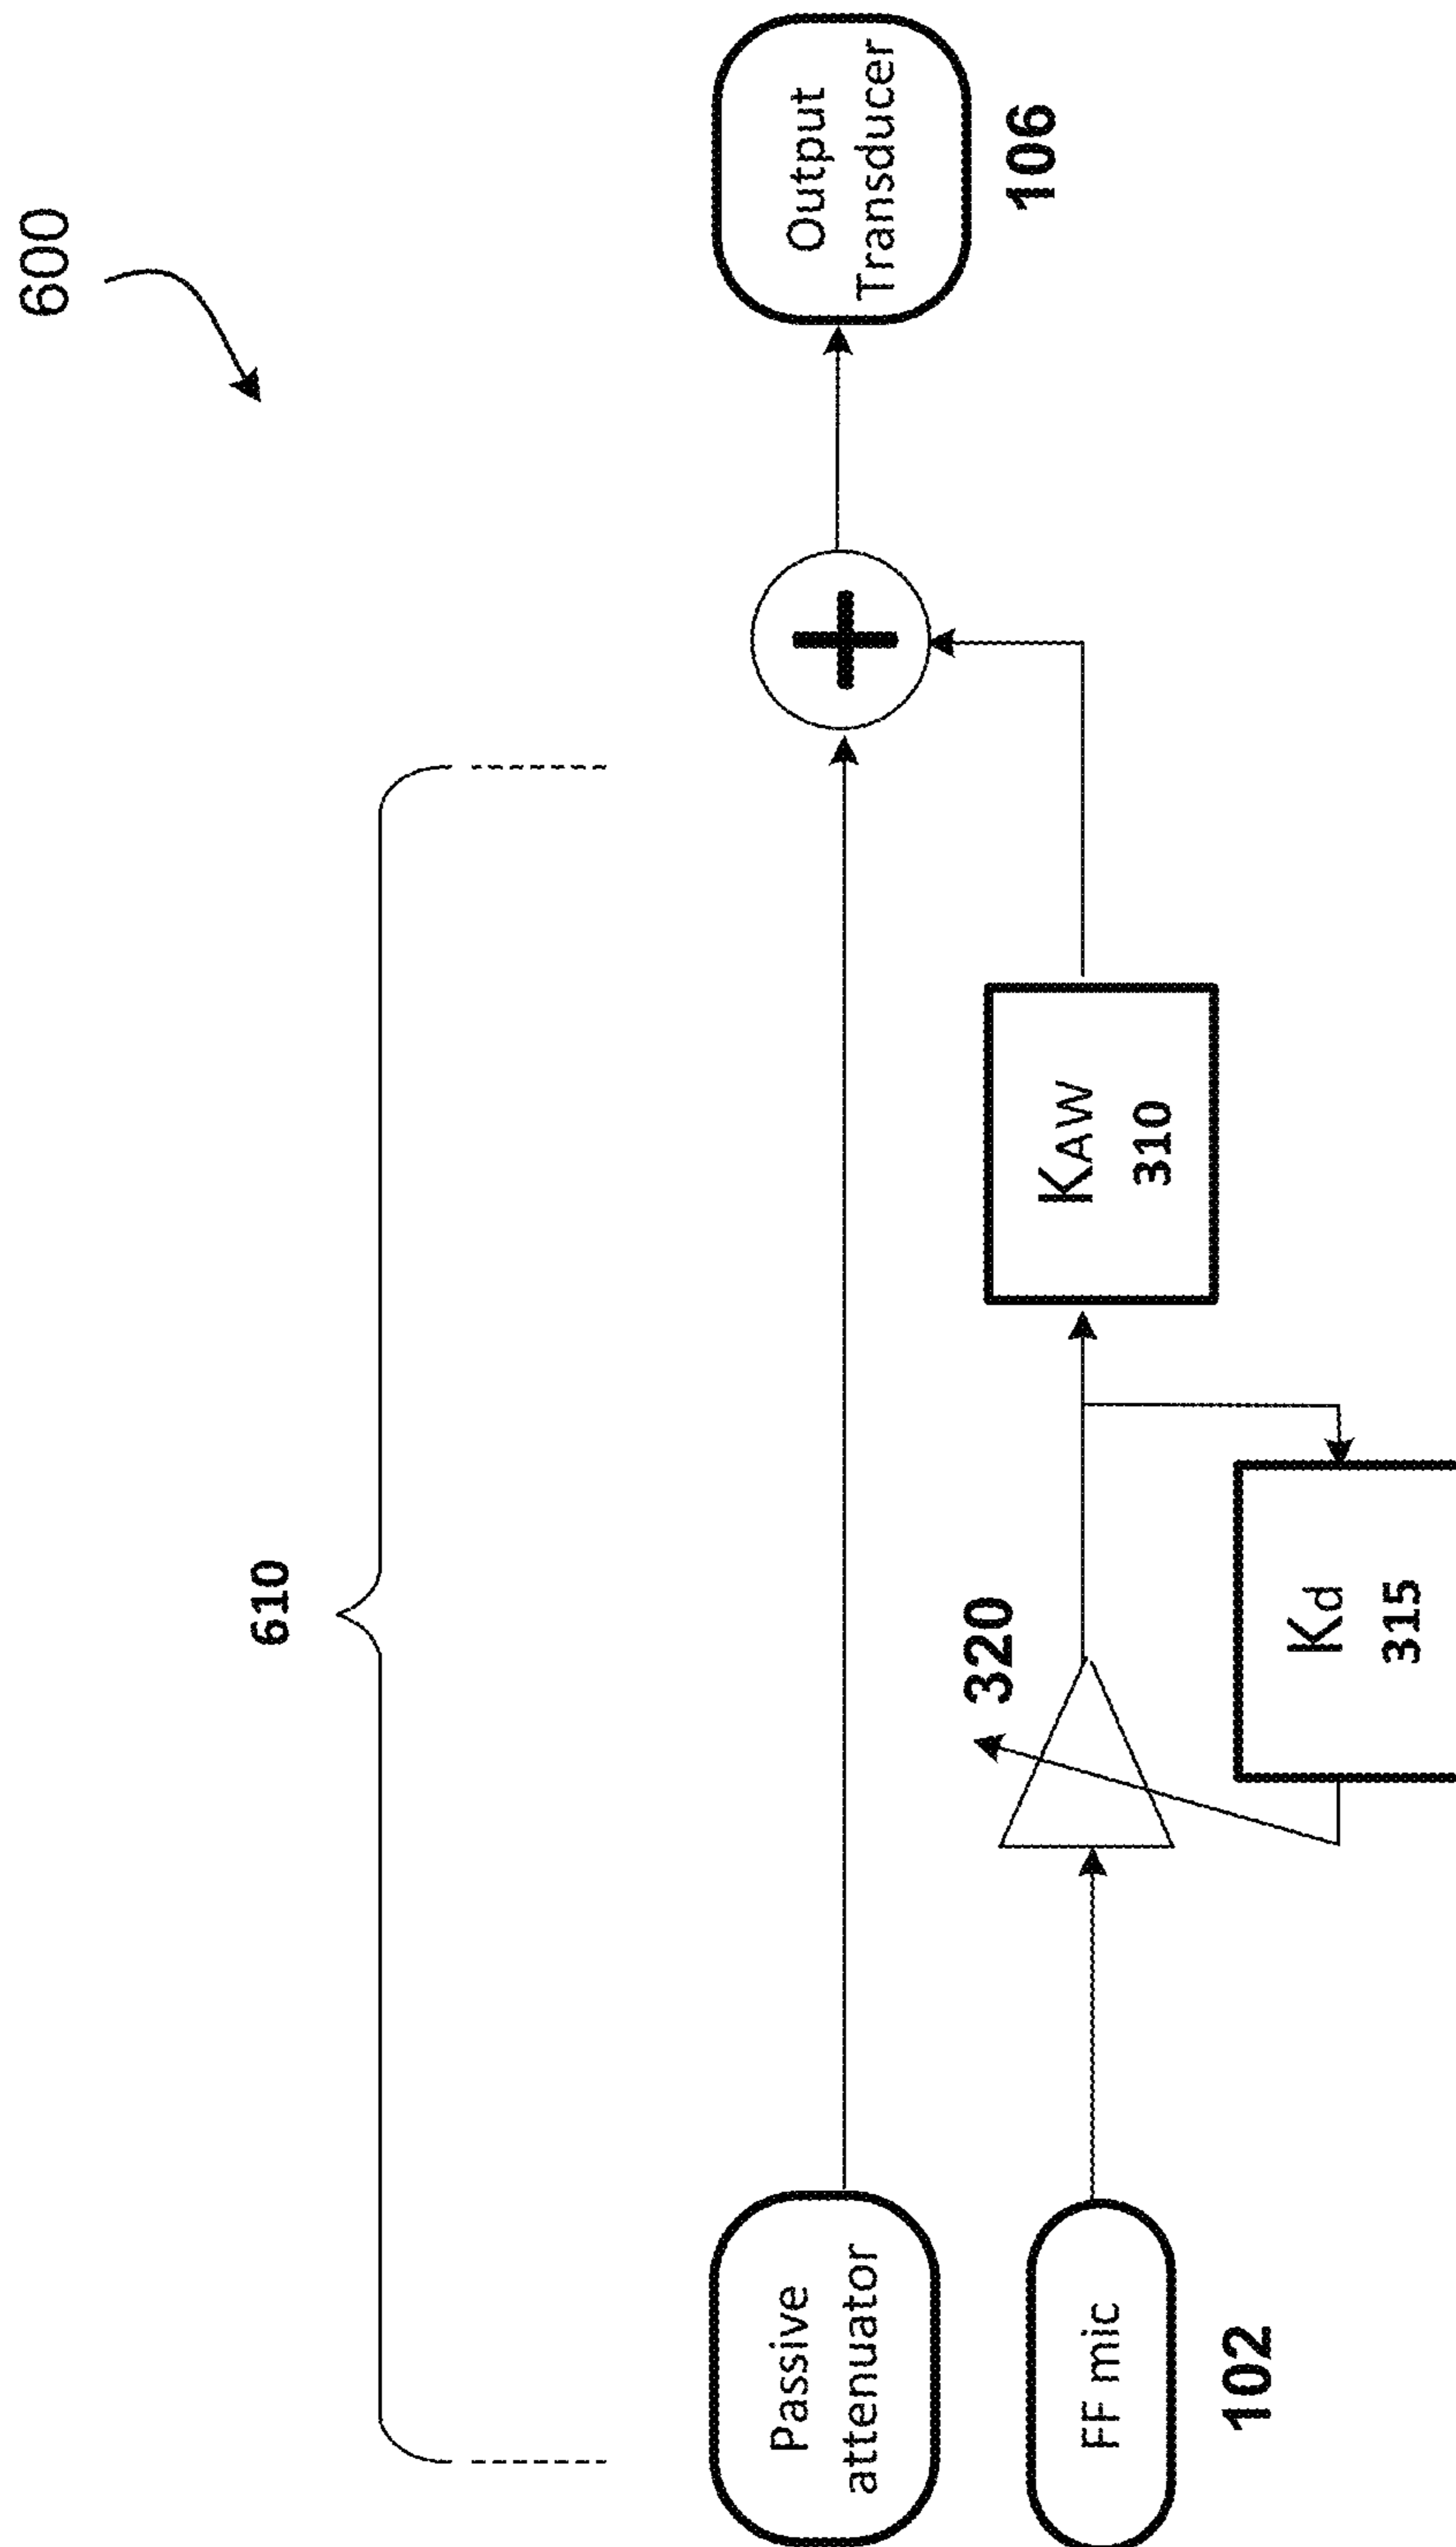 600
610
Passive
attenuator
+
Output
Transducer
106
FF mic
102
320
KAW
310
Kd
315